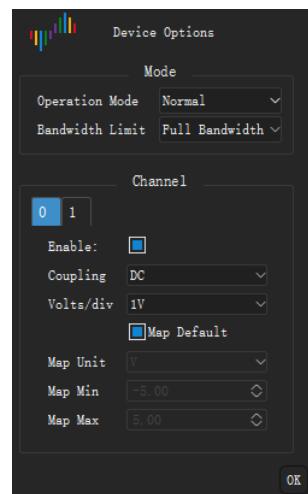 Device Options
Mode
Operation Mode Normal
Bandwidth Limit Full Bandwidth
Channel
0 1
Enable:
Coupling DC
Volts/div 1V
Map Default
Map Unit V
Map Min -5.00
Map Max 5.00
OK